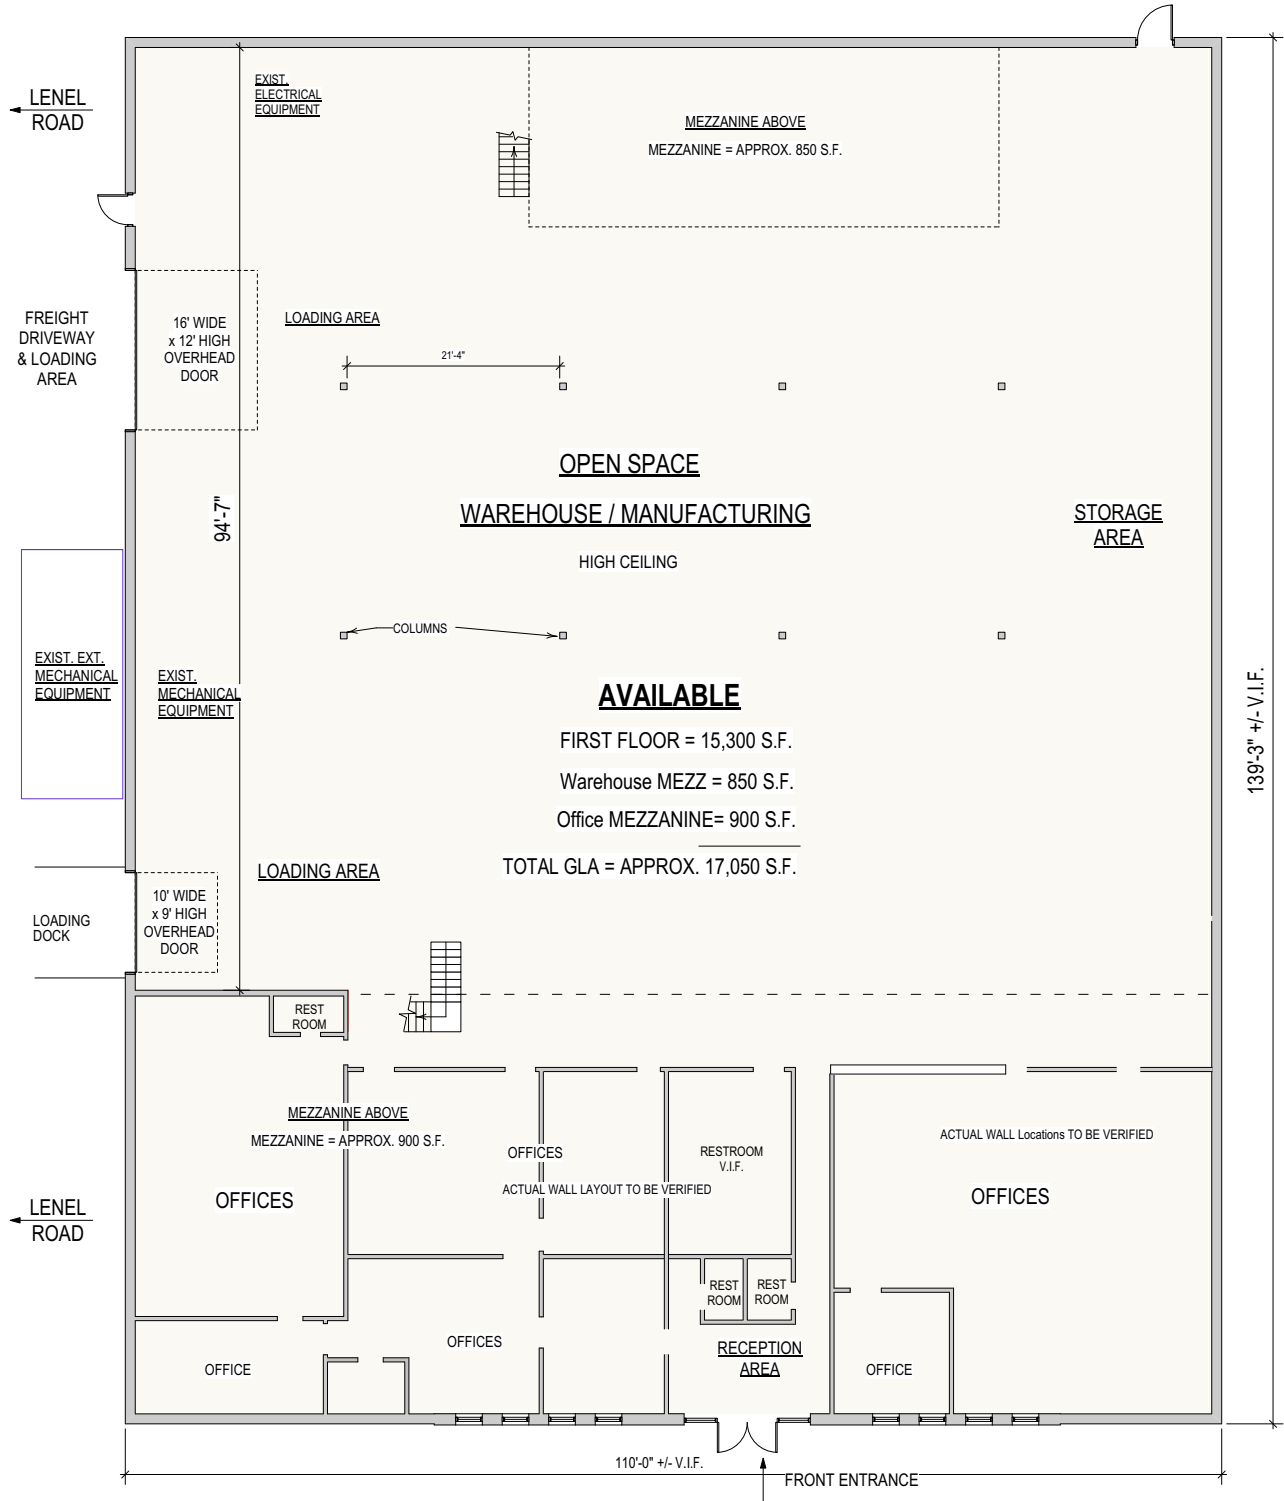 LENEL
ROAD
EXIST.
ELECTRICAL
EQUIPMENT
MEZZANINE ABOVE
MEZZANINE = APPROX. 850 S.F.
FREIGHT
DRIVEWAY
& LOADING
AREA
16' WIDE
x 12' HIGH
OVERHEAD
DOOR
LOADING AREA
21'-4"
OPEN SPACE
WAREHOUSE / MANUFACTURING
HIGH CEILING
STORAGE
AREA
94'-7"
COLUMNS
EXIST. EXT.
MECHANICAL
EQUIPMENT
EXIST.
MECHANICAL
EQUIPMENT
AVAILABLE
FIRST FLOOR = 15,300 S.F.
Warehouse MEZZ = 850 S.F.
Office MEZZANINE= 900 S.F.
TOTAL GLA = APPROX. 17,050 S.F.
139'-3" +/- V.I.F.
LOADING AREA
10' WIDE
x 9' HIGH
OVERHEAD
DOOR
LOADING
DOCK
REST
ROOM
MEZZANINE ABOVE
MEZZANINE = APPROX. 900 S.F.
OFFICES
OFFICES
ACTUAL WALL LAYOUT TO BE VERIFIED
RESTROOM
V.I.F.
ACTUAL WALL Locations TO BE VERIFIED
OFFICES
LENEL
ROAD
REST
ROOM
REST
ROOM
OFFICE
OFFICES
RECEPTION
AREA
OFFICE
110'-0" +/- V.I.F.
FRONT ENTRANCE